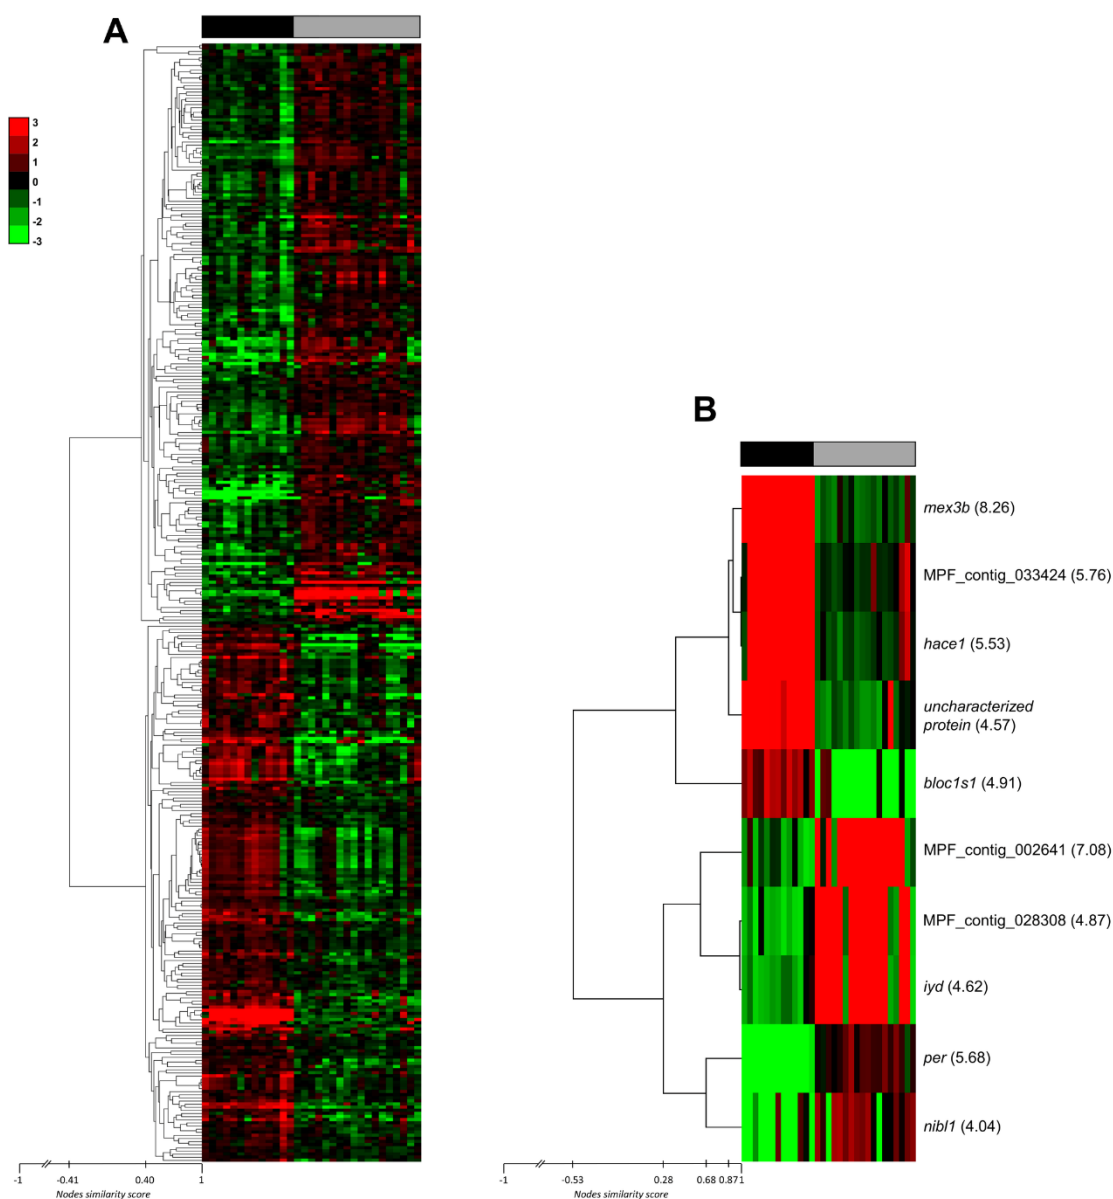 A
3
2
1
0
-1
-2
-3
-1
-0.41
0.40
1
Nodes similarity score
B
mex3b (8.26)
MPF_contig_033424 (5.76)
hace1 (5.53)
uncharacterized
protein (4.57)
bloc1s1 (4.91)
MPF_contig_002641 (7.08)
MPF_contig_028308 (4.87)
iyd (4.62)
per (5.68)
nibl1 (4.04)
-1
-0.53
0.28
0.68 0.871
Nodes similarity score